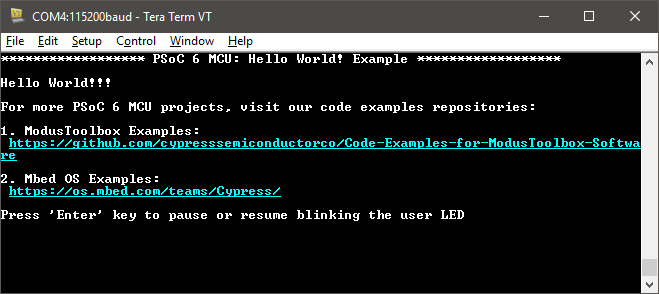 COM4:115200baud - Tera Term VT
File Edit Setup Control Window Help
****************** PSoC 6 MCU: Hello World! Example ******************
Hello World!!!
For more PSoC 6 MCU projects, visit our code examples repositories:
1. ModusToolbox Examples:
https://github.com/cypresssemiconductorco/Code-Examples-for-ModusToolbox-Softwa
re
2. Mbed OS Examples:
https://os.mbed.com/teams/Cypress/
Press 'Enter' key to pause or resume blinking the user LED